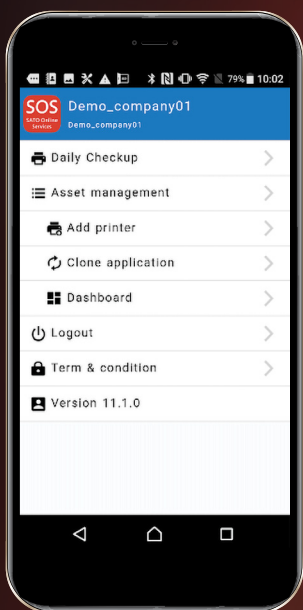 79% 10:02
SOS
SATO Online
Services
Demo_company01
Demo_company01
Daily Checkup
Asset management
Add printer
Clone application
Dashboard
Logout
Term & condition
Version 11.1.0